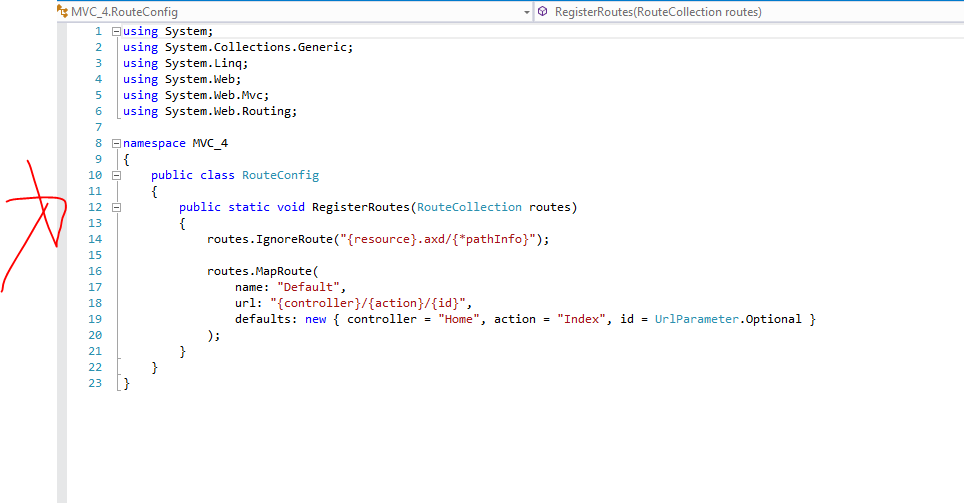 MVC_4.RouteConfig RegisterRoutes(RouteCollection routes)
1 using System;
2 using System.Collections.Generic;
3 using System.Linq;
4 using System.Web;
5 using System.Web.Mvc;
6 using System.Web.Routing;
7
8 namespace MVC_4
9 {
10 public class RouteConfig
11 {
12 public static void RegisterRoutes(RouteCollection routes)
13 {
14 routes.IgnoreRoute("{resource}.axd/{*pathInfo}");
15
16 routes.MapRoute(
17 name: "Default",
18 url: "{controller}/{action}/{id}",
19 defaults: new { controller = "Home", action = "Index", id = UrlParameter.Optional }
20 );
21 }
22 }
23 }